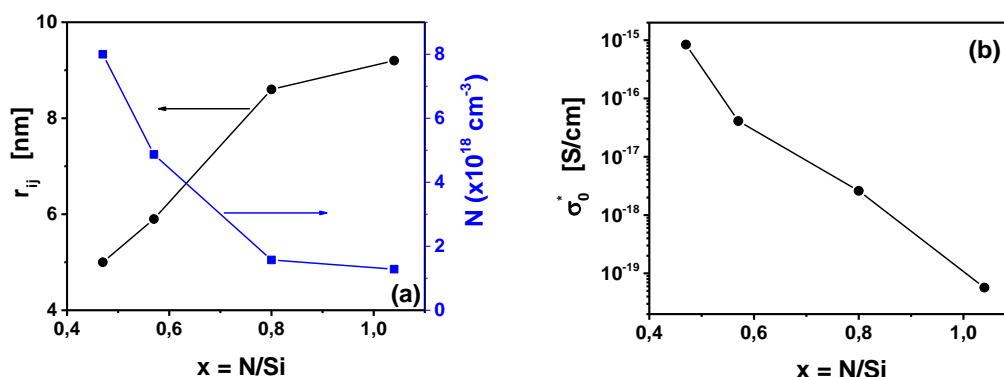 10
8
6
4
r_ij [nm]
8
6
4
2
0
N (x10^18 cm^-3)
(a)
0,4 0,6 0,8 1,0
x = N/Si
10^-15
10^-16
10^-17
10^-18
10^-19
σ_0^* [S/cm]
(b)
0,4 0,6 0,8 1,0
x = N/Si